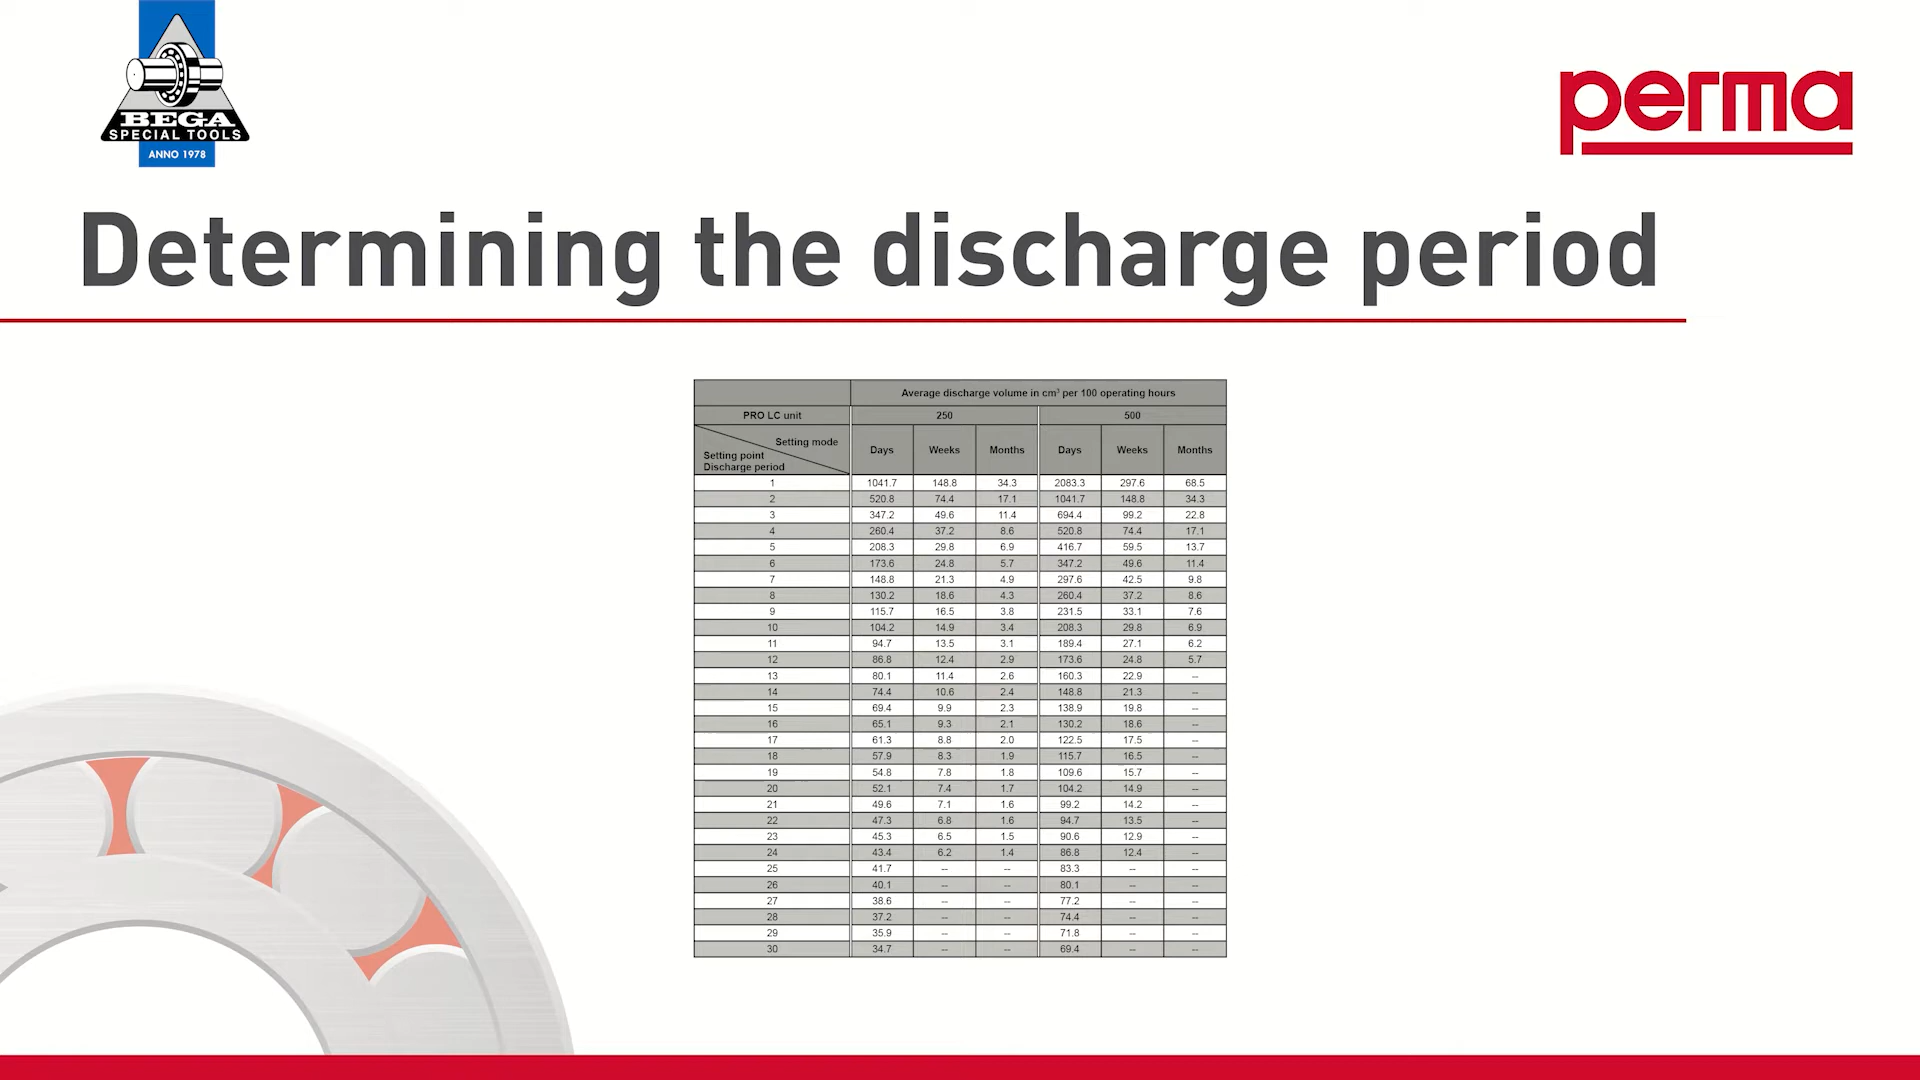 BEGA
SPECIAL TOOLS
ANNO 1978
perma
Determining the discharge period
Average discharge volume in cm³ per 100 operating hours
PRO LC unit 250 500
Setting mode
Setting point
Discharge period
Days Weeks Months Days Weeks Months
1 1041.7 148.8 34.3 2083.3 297.6 68.5
2 520.8 74.4 17.1 1041.7 148.8 34.3
3 347.2 49.6 11.4 694.4 99.2 22.8
4 260.4 37.2 8.6 520.8 74.4 17.1
5 208.3 29.8 6.9 416.7 59.5 13.7
6 173.6 24.8 5.7 347.2 49.6 11.4
7 148.8 21.3 4.9 297.6 42.5 9.8
8 130.2 18.6 4.3 260.4 37.2 8.6
9 115.7 16.5 3.8 231.5 33.1 7.6
10 104.2 14.9 3.4 208.3 29.8 6.9
11 94.7 13.5 3.1 189.4 27.1 6.2
12 86.8 12.4 2.9 173.6 24.8 5.7
13 80.1 11.4 2.6 160.3 22.9 --
14 74.4 10.6 2.4 148.8 21.3 --
15 69.4 9.9 2.3 138.9 19.8 --
16 65.1 9.3 2.1 130.2 18.6 --
17 61.3 8.8 2.0 122.5 17.5 --
18 57.9 8.3 1.9 115.7 16.5 --
19 54.8 7.8 1.8 109.6 15.7 --
20 52.1 7.4 1.7 104.2 14.9 --
21 49.6 7.1 1.6 99.2 14.2 --
22 47.3 6.8 1.6 94.7 13.5 --
23 45.3 6.5 1.5 90.6 12.9 --
24 43.4 6.2 1.4 86.8 12.4 --
25 41.7 -- -- 83.3 -- --
26 40.1 -- -- 80.1 -- --
27 38.6 -- -- 77.2 -- --
28 37.2 -- -- 74.4 -- --
29 35.9 -- -- 71.8 -- --
30 34.7 -- -- 69.4 -- --